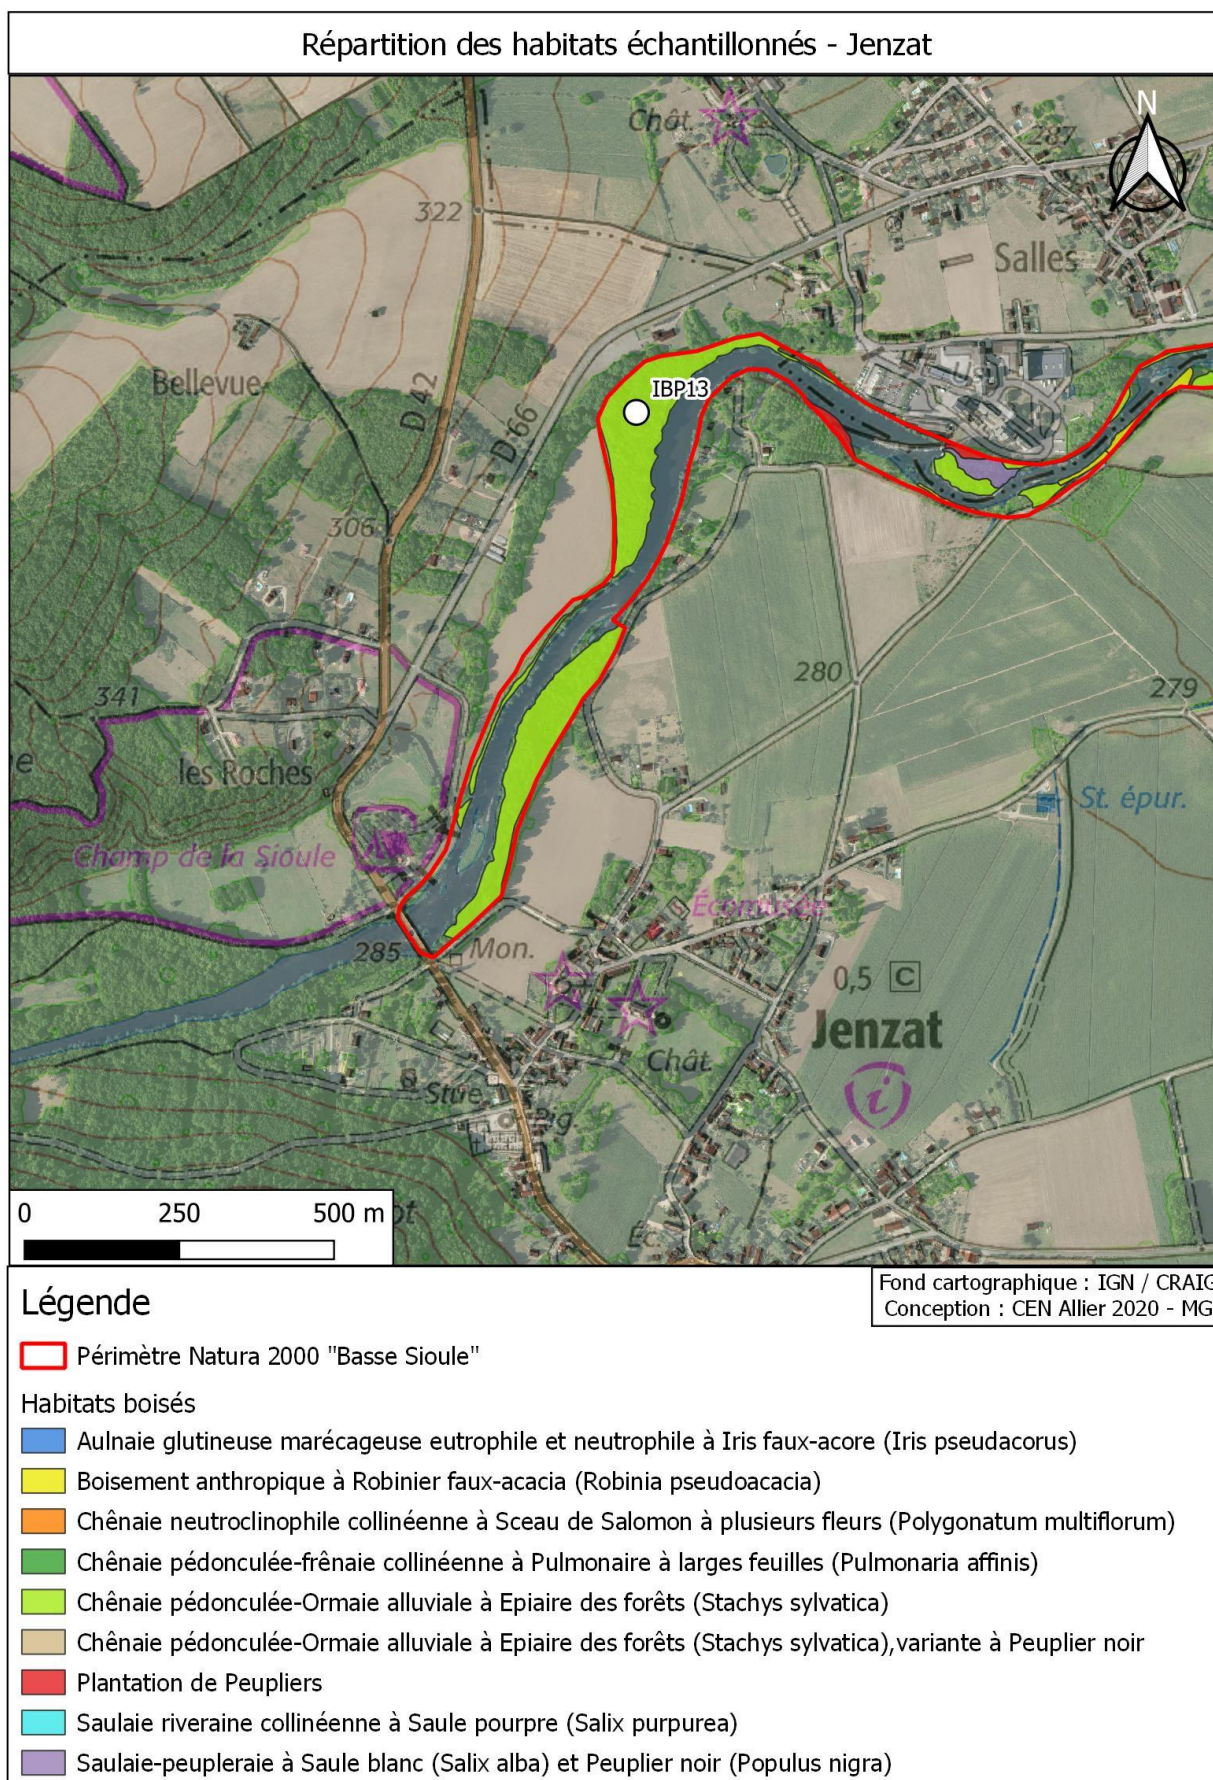 Répartition des habitats échantillonnés - Jenzat
N
Chât.
287
322
Salles
Bellevue
D 42
IBP13
Us.
D 66
306
280
279
341
les Roches
St. épur.
Champ de la Sioule
Écomusée
285
Mon.
0,5 C
Jenzat
i
Chât.
Stue
Pig.
Éc.
0 250 500 m
Fond cartographique : IGN / CRAIG
Conception : CEN Allier 2020 - MG
Légende
Périmètre Natura 2000 "Basse Sioule"
Habitats boisés
Aulnaie glutineuse marécageuse eutrophile et neutrophile à Iris faux-acore (Iris pseudacorus)
Boisement anthropique à Robinier faux-acacia (Robinia pseudoacacia)
Chênaie neutroclinophile collinéenne à Sceau de Salomon à plusieurs fleurs (Polygonatum multiflorum)
Chênaie pédonculée-frênaie collinéenne à Pulmonaire à larges feuilles (Pulmonaria affinis)
Chênaie pédonculée-Ormaie alluviale à Epiaire des forêts (Stachys sylvatica)
Chênaie pédonculée-Ormaie alluviale à Epiaire des forêts (Stachys sylvatica),variante à Peuplier noir
Plantation de Peupliers
Saulaie riveraine collinéenne à Saule pourpre (Salix purpurea)
Saulaie-peupleraie à Saule blanc (Salix alba) et Peuplier noir (Populus nigra)